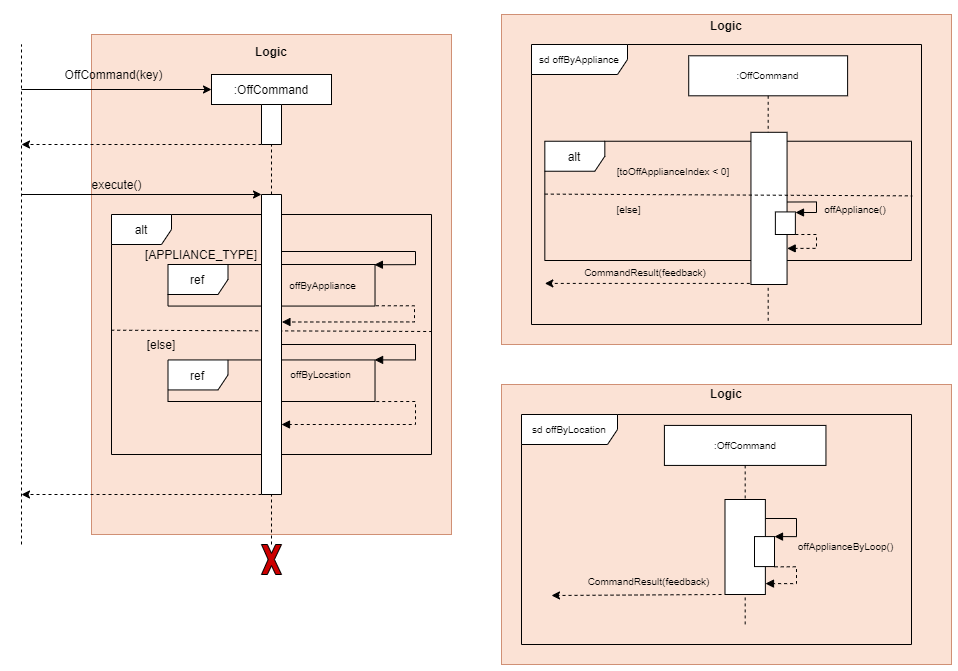 Logic
OffCommand(key)
:OffCommand
execute()
alt
[APPLIANCE_TYPE]
ref
offByAppliance
[else]
ref
offByLocation
X
Logic
sd offByAppliance
:OffCommand
alt
[toOffApplianceIndex < 0]
[else]
offAppliance()
CommandResult(feedback)
Logic
sd offByLocation
:OffCommand
offApplianceByLoop()
CommandResult(feedback)